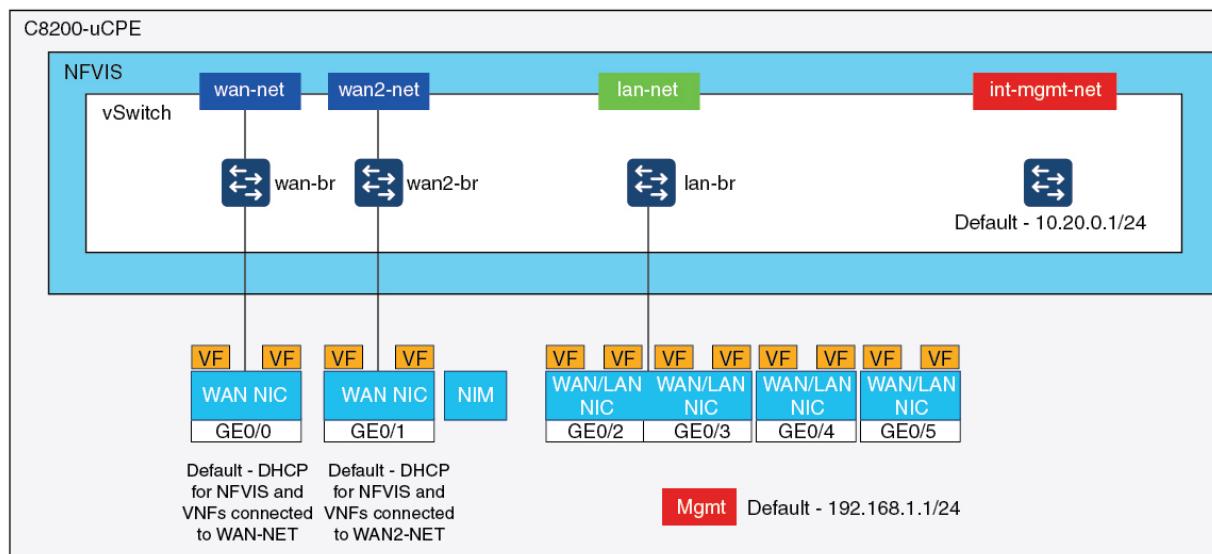 C8200-uCPE
NFVIS
wan-net
wan2-net
lan-net
int-mgmt-net
vSwitch
wan-br
wan2-br
lan-br
Default - 10.20.0.1/24
VF
VF
VF
VF
VF
VF
VF
VF
VF
VF
VF
VF
WAN NIC
WAN NIC
NIM
WAN/LAN
NIC
WAN/LAN
NIC
WAN/LAN
NIC
WAN/LAN
NIC
GE0/0
GE0/1
GE0/2
GE0/3
GE0/4
GE0/5
Default - DHCP
for NFVIS and
VNFs connected
to WAN-NET
Default - DHCP
for NFVIS and
VNFs connected
to WAN2-NET
Mgmt
Default - 192.168.1.1/24